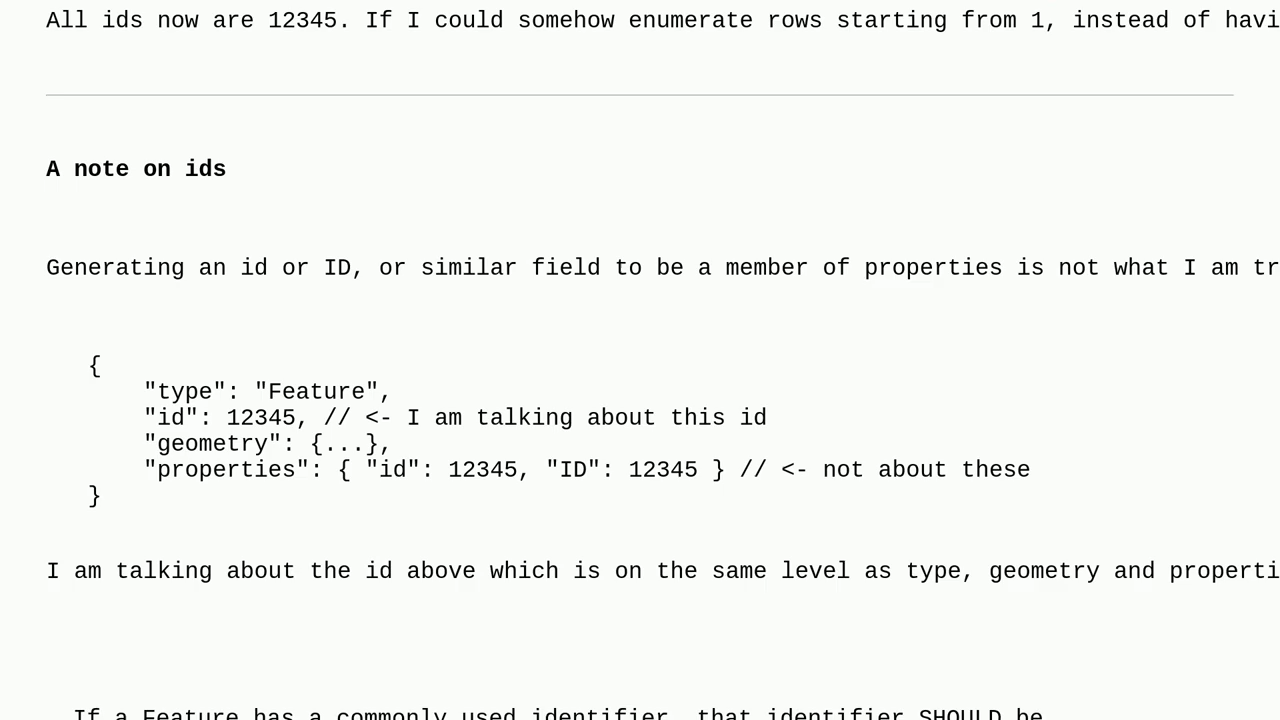 All ids now are 12345. If I could somehow enumerate rows starting from 1, instead of havi
A note on ids
Generating an id or ID, or similar field to be a member of properties is not what I am tr
{
"type": "Feature",
"id": 12345, // <- I am talking about this id
"geometry": {...},
"properties": { "id": 12345, "ID": 12345 } // <- not about these
}
I am talking about the id above which is on the same level as type, geometry and properti
If a Feature has a commonly used identifier, that identifier SHOULD be